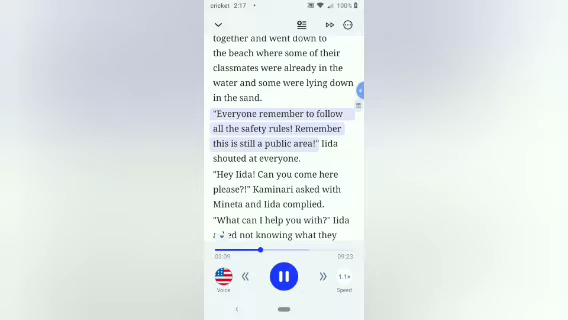 cricket 2:17
100%
together and went down to
the beach where some of their
classmates were already in the
water and some were lying down
in the sand.
"Everyone remember to follow
all the safety rules! Remember
this is still a public area!" Iida
shouted at everyone.
"Hey Iida! Can you come here
please?!" Kaminari asked with
Mineta and Iida complied.
"What can I help you with?" Iida
not knowing what they
09:23
1.1×
Voice
Speed